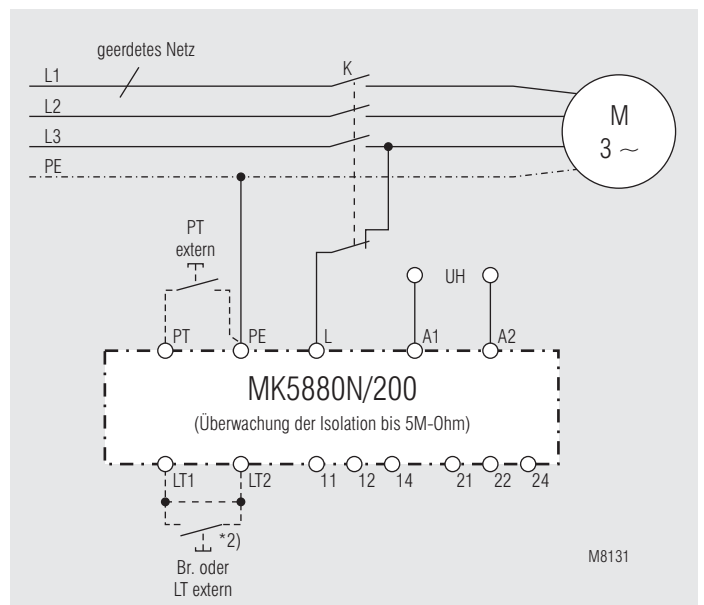 geerdetes Netz
L1
K
L2
L3
PE
M
3 ~
PT
extern
UH
PT
PE
L
A1
A2
MK5880N/200
(Überwachung der Isolation bis 5M-Ohm)
LT1
LT2
11
12
14
21
22
24
*2)
Br. oder
LT extern
M8131